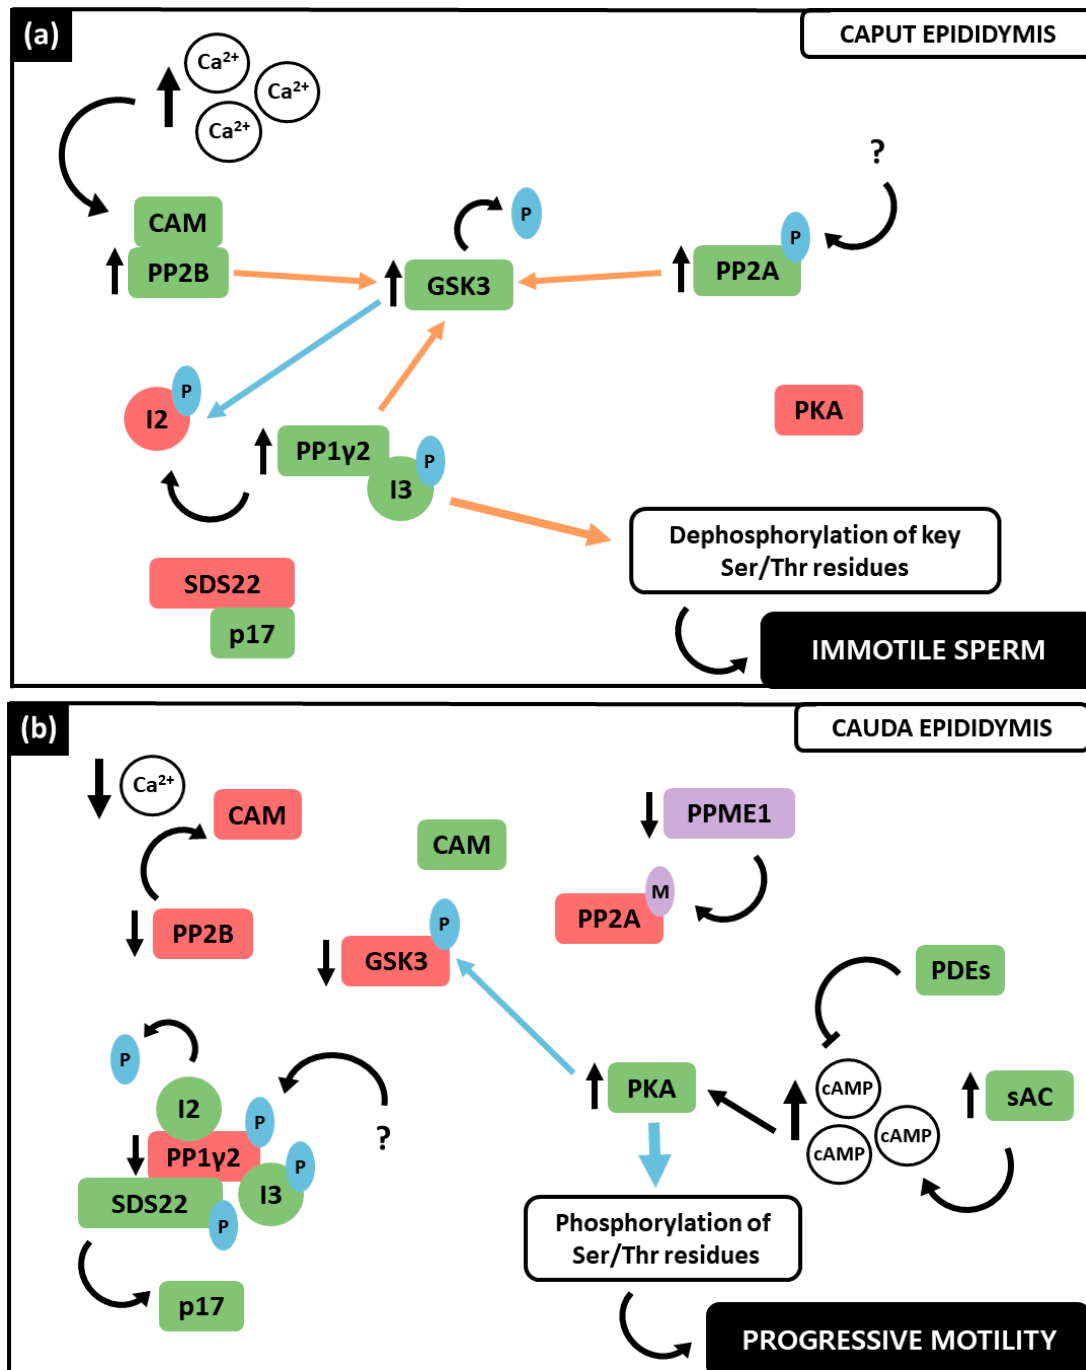 (a)
CAPUT EPIDIDYMIS
Ca²⁺
Ca²⁺
Ca²⁺
?
CAM
PP2B
P
GSK3
P
PP2A
P
I2
PKA
PP1γ2
P
I3
Dephosphorylation of key
Ser/Thr residues
SDS22
p17
IMMOTILE SPERM
(b)
CAUDA EPIDIDYMIS
Ca²⁺
CAM
CAM
PPME1
M
PP2A
PP2B
P
GSK3
PDEs
P
I2
P
PP1γ2
?
P
I3
SDS22
P
p17
PKA
cAMP
cAMP
cAMP
sAC
Phosphorylation of
Ser/Thr residues
PROGRESSIVE MOTILITY